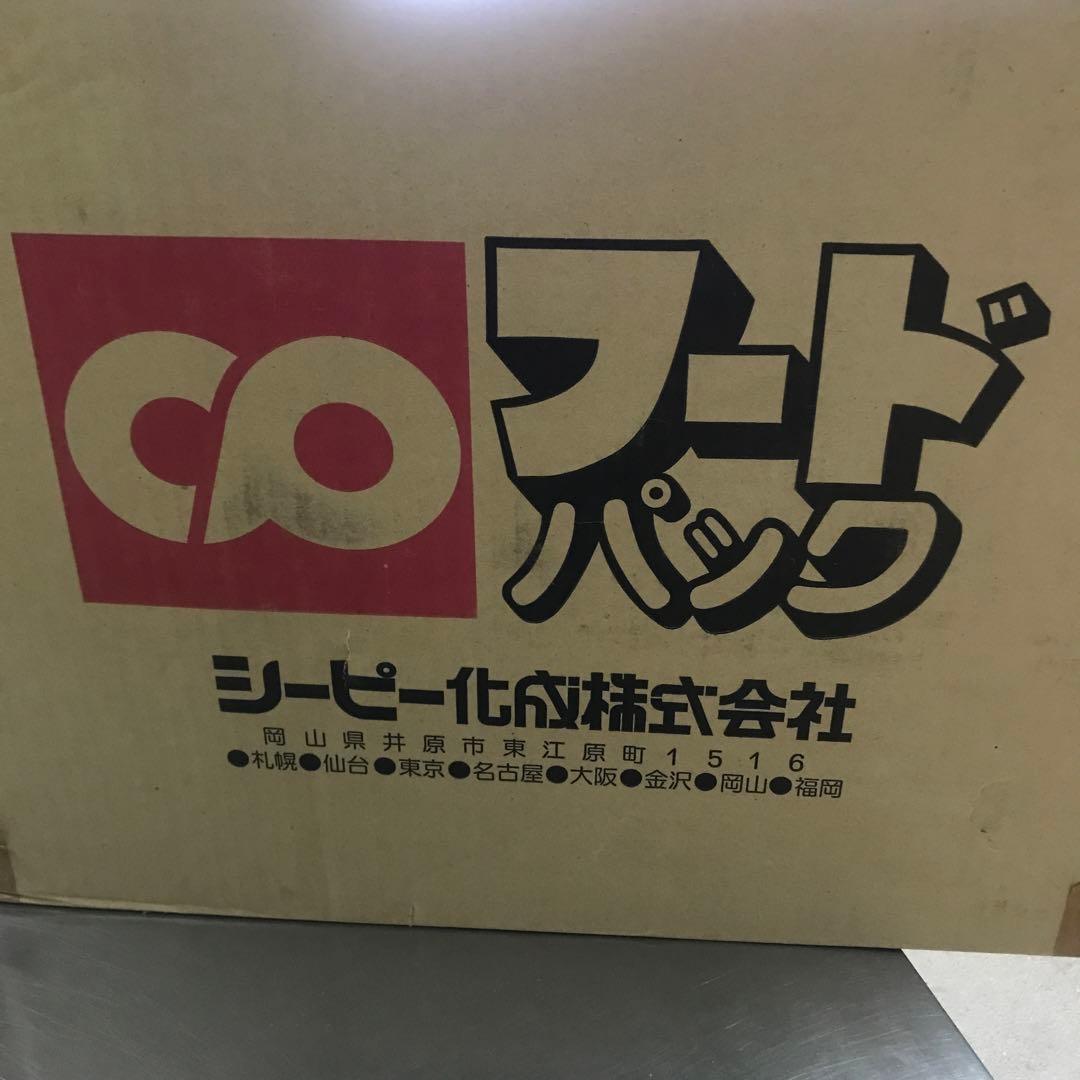 CP
フード
パック
シーピー化成株式会社
岡山県井原市東江原町1516
●札幌●仙台●東京●名古屋●大阪●金沢●岡山●福岡